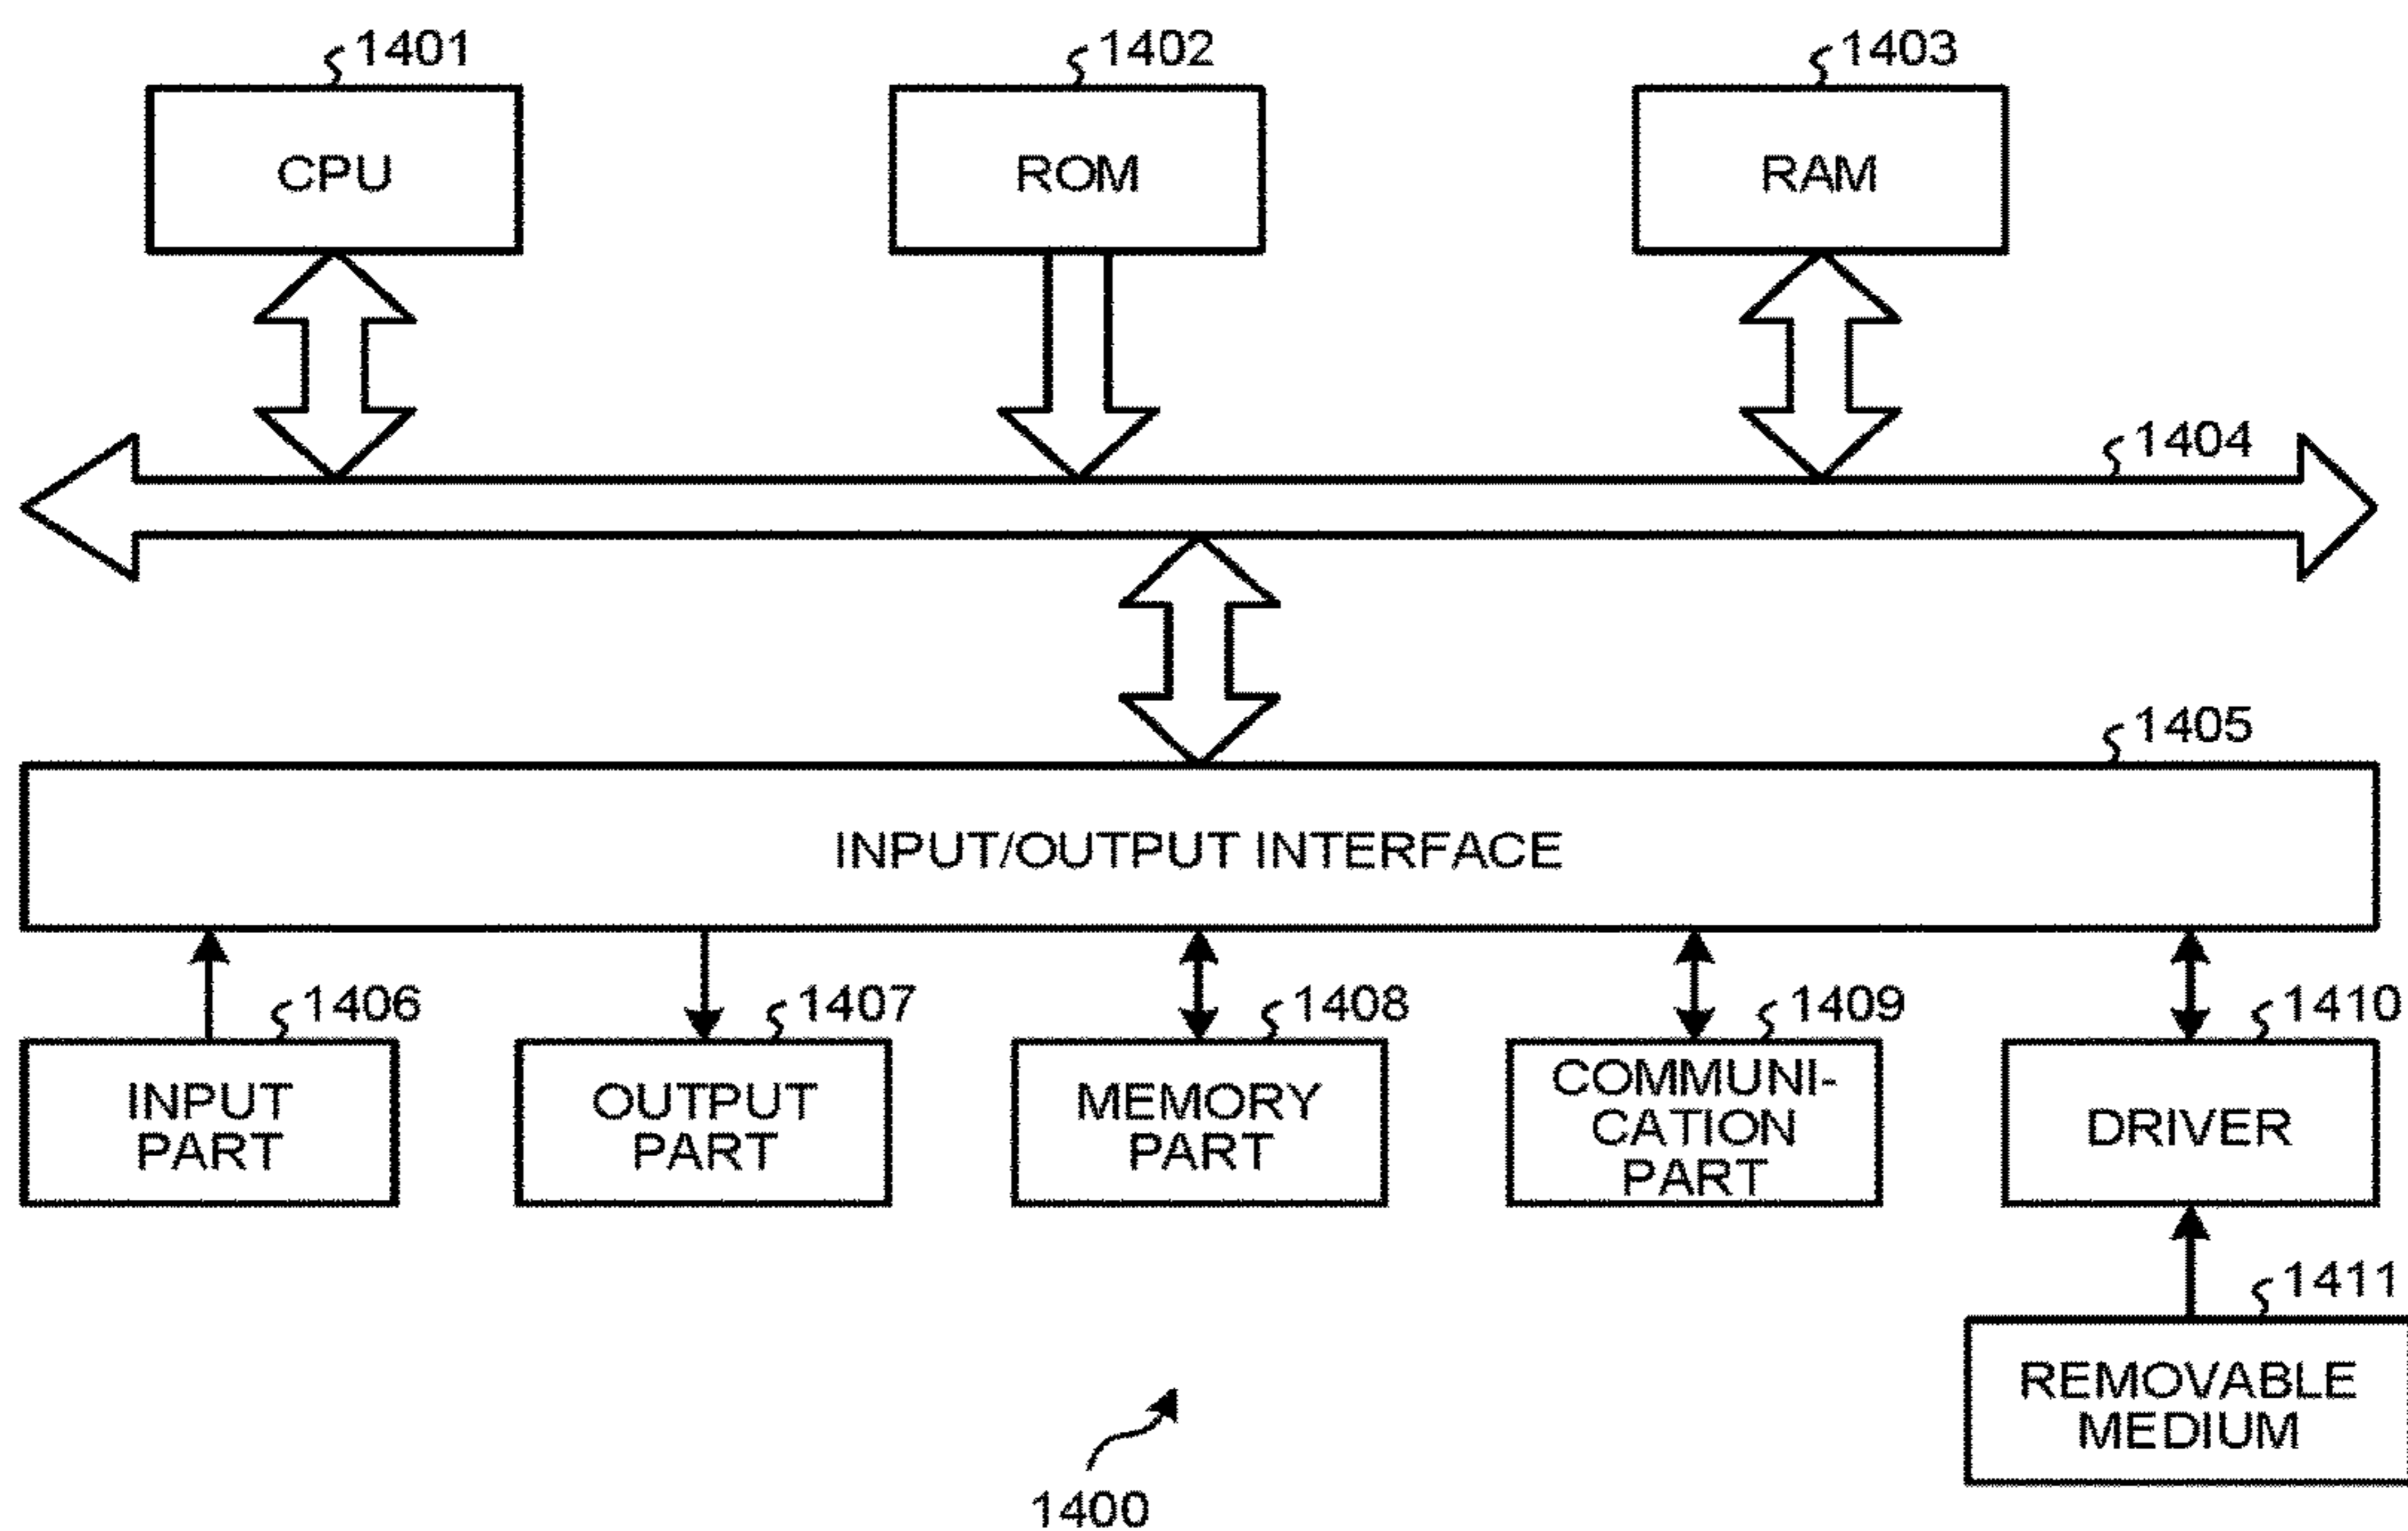 1401
1402
1403
CPU
ROM
RAM
1404
1405
INPUT/OUTPUT INTERFACE
1406
1407
1408
1409
1410
INPUT
PART
OUTPUT
PART
MEMORY
PART
COMMUNI-
CATION
PART
DRIVER
1411
REMOVABLE
MEDIUM
1400